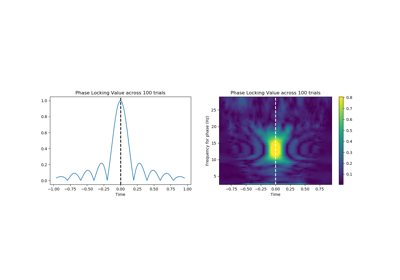 Phase Locking Value across 100 trials
1.0
0.8
0.6
0.4
0.2
0.0
−1.00 −0.75 −0.50 −0.25 0.00 0.25 0.50 0.75 1.00
Time
Phase Locking Value across 100 trials
Frequency for phase (Hz)
25
20
15
10
5
−0.75 −0.50 −0.25 0.00 0.25 0.50 0.75
Time
0.8
0.7
0.6
0.5
0.4
0.3
0.2
0.1